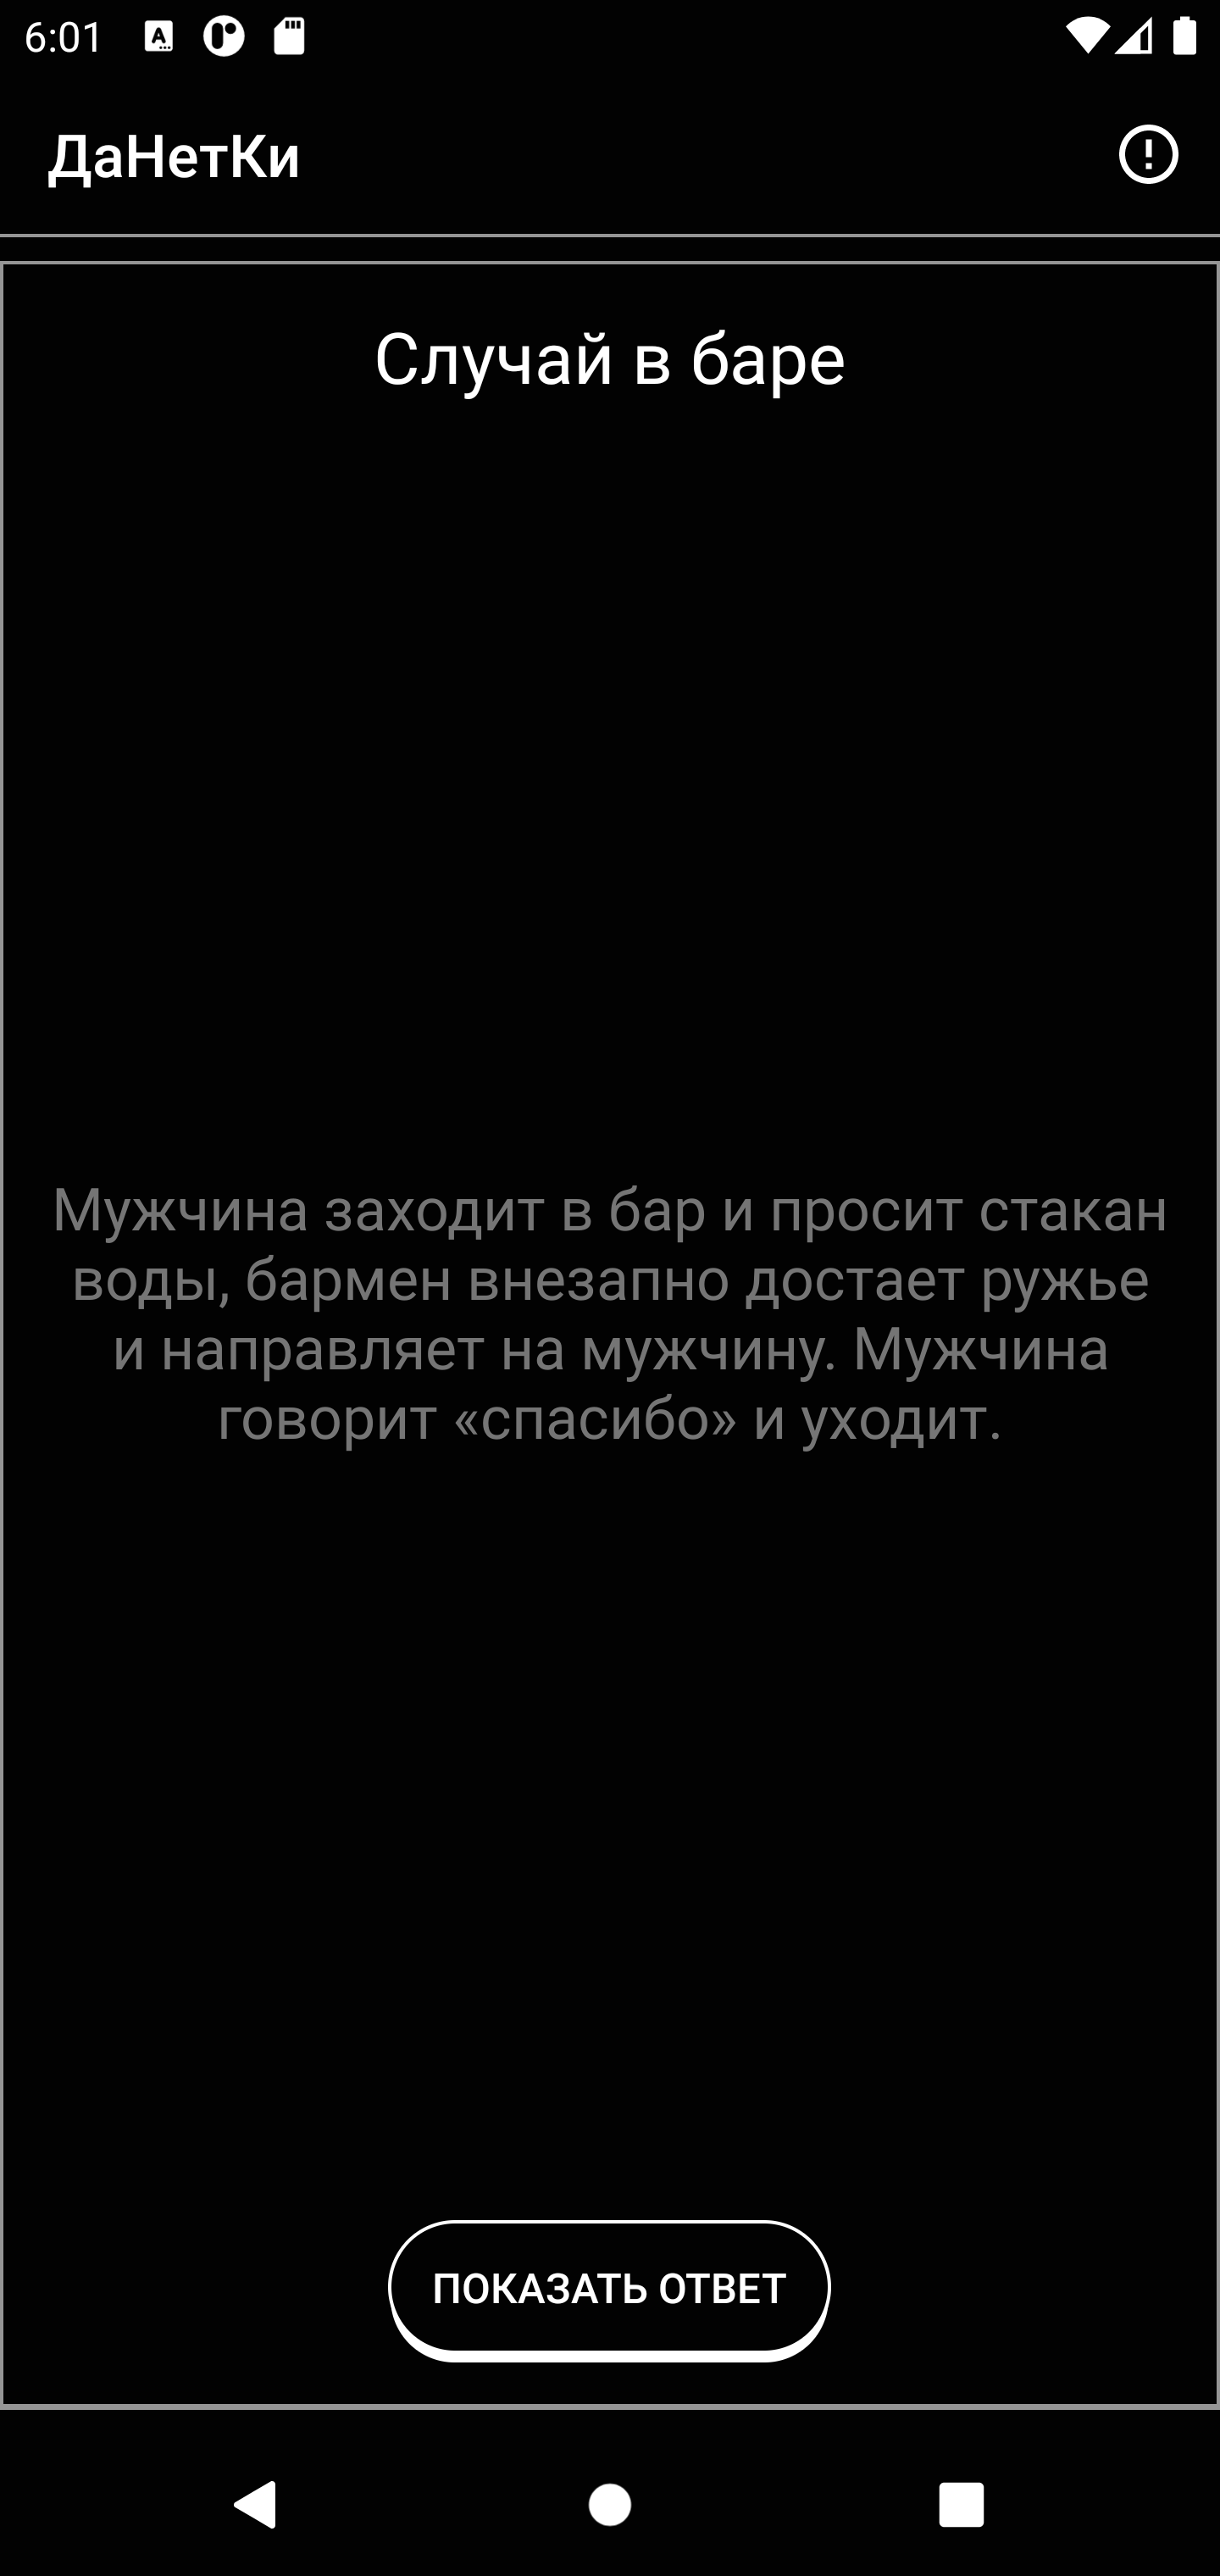 6:01
ДаНетКи
Случай в баре
Мужчина заходит в бар и просит стакан
воды, бармен внезапно достает ружье
и направляет на мужчину. Мужчина
говорит «спасибо» и уходит.
ПОКАЗАТЬ ОТВЕТ